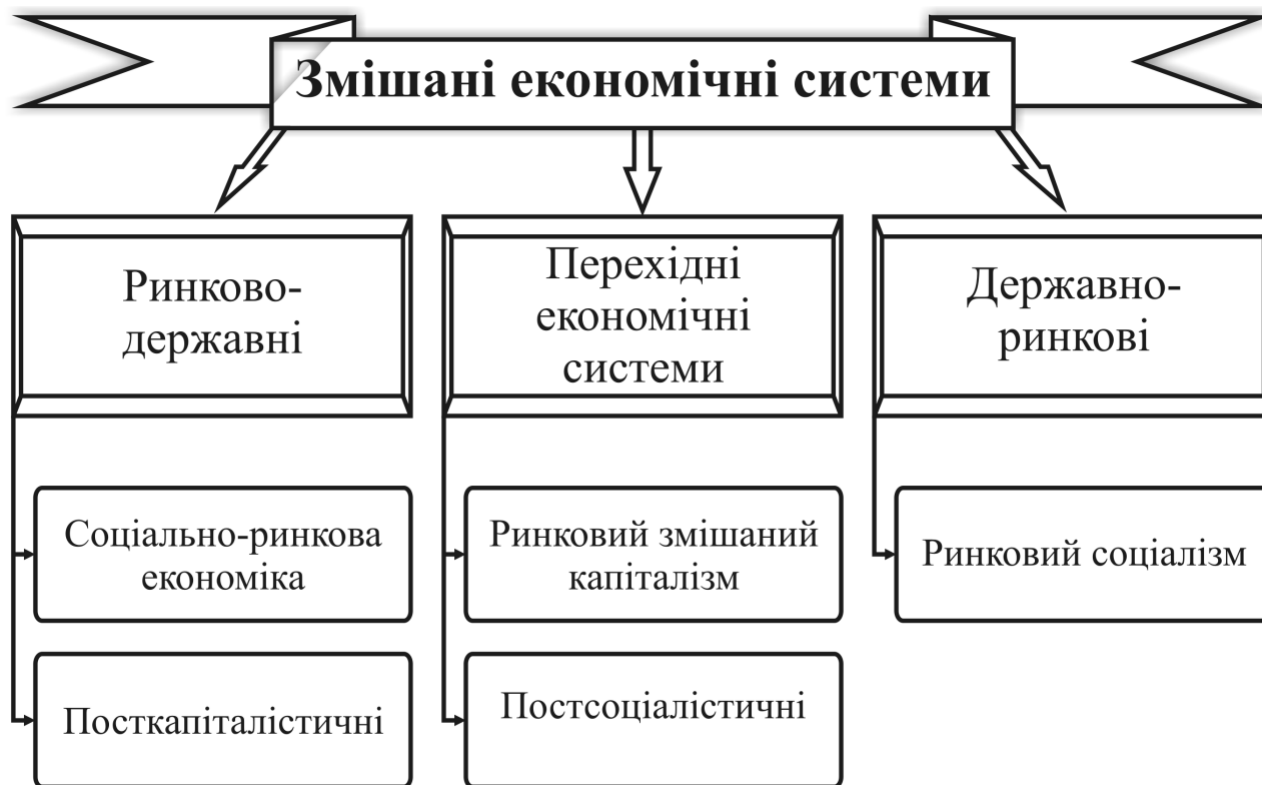 Змішані економічні системи
Ринково-
державні
Перехідні
економічні
системи
Державно-
ринкові
Соціально-ринкова
економіка
Ринковий змішаний
капіталізм
Ринковий соціалізм
Посткапіталістичні
Постсоціалістичні